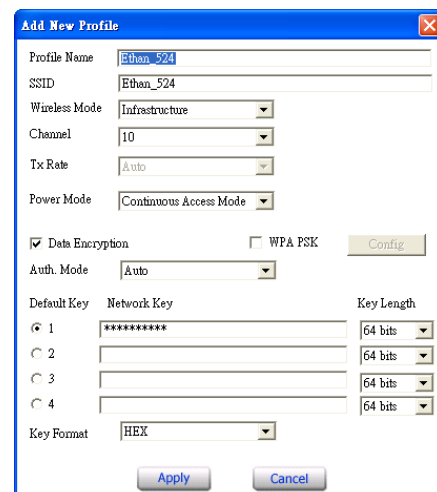 Add New Profile
Profile Name Ethan_524
SSID Ethan_524
Wireless Mode Infrastructure
Channel 10
Tx Rate Auto
Power Mode Continuous Access Mode
Data Encryption WPA PSK Config
Auth. Mode Auto
Default Key Network Key Key Length
1 ********** 64 bits
2 64 bits
3 64 bits
4 64 bits
Key Format HEX
Apply Cancel